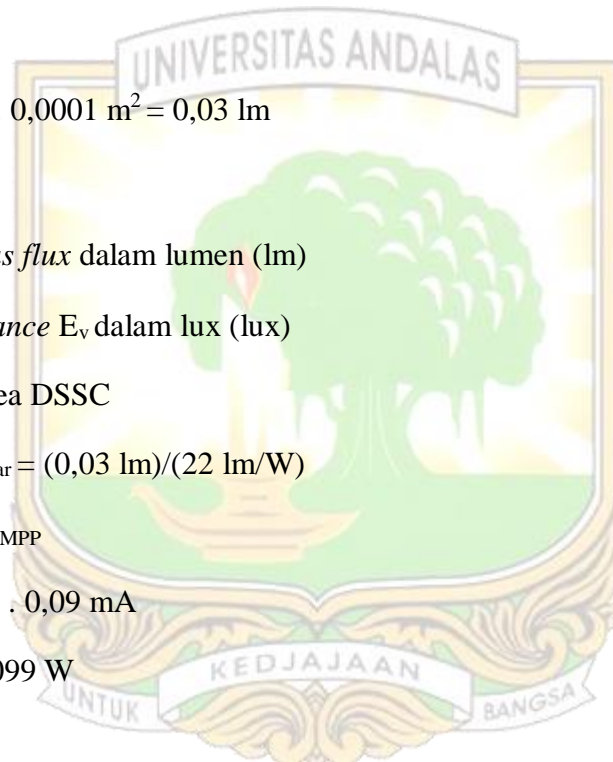 UNIVERSITAS ANDALAS
0,0001 m² = 0,03 lm
s flux dalam lumen (lm)
ance Eᵥ dalam lux (lux)
ea DSSC
ar = (0,03 lm)/(22 lm/W)
MPP
. 0,09 mA
099 W
KEDJAJAAN
UNTUK BANGSA